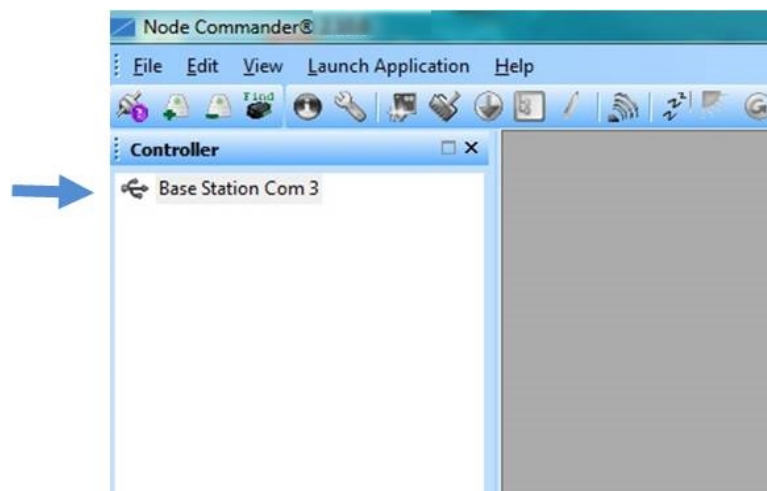 Node Commander®
File Edit View Launch Application Help
Find
Controller
Base Station Com 3